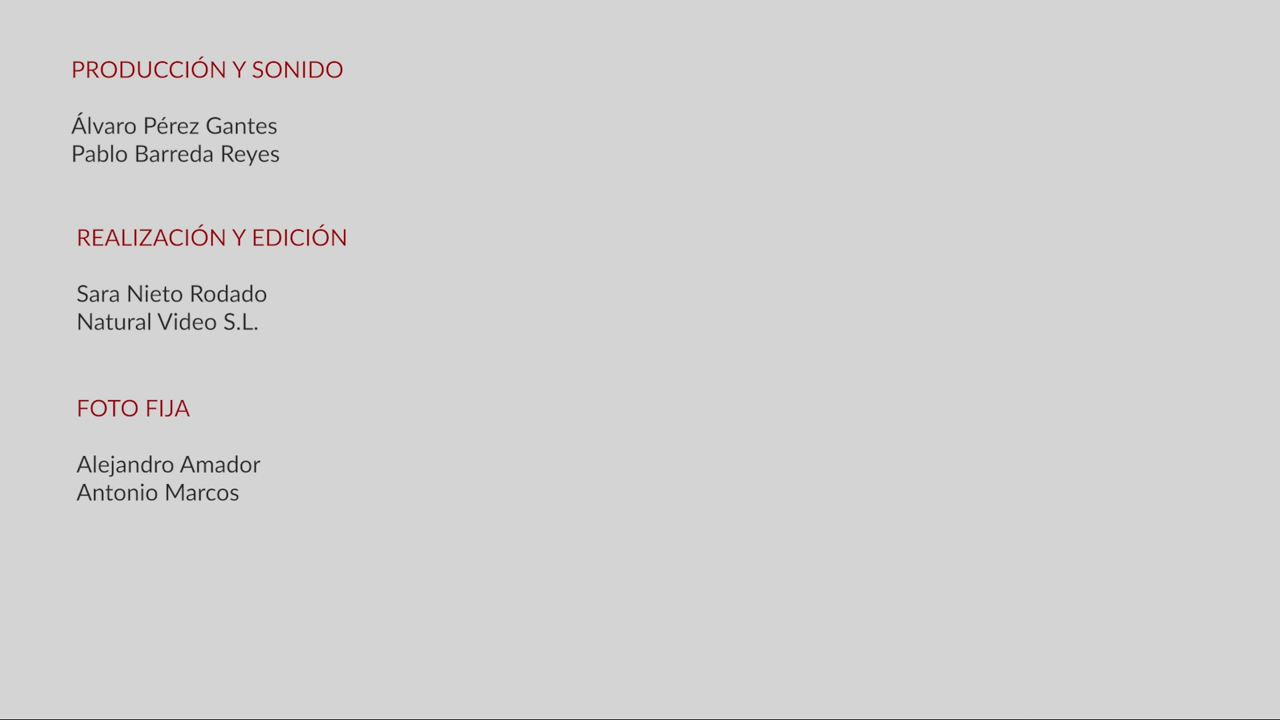 PRODUCCIÓN Y SONIDO
Álvaro Pérez Gantes
Pablo Barreda Reyes
REALIZACIÓN Y EDICIÓN
Sara Nieto Rodado
Natural Video S.L.
FOTO FIJA
Alejandro Amador
Antonio Marcos